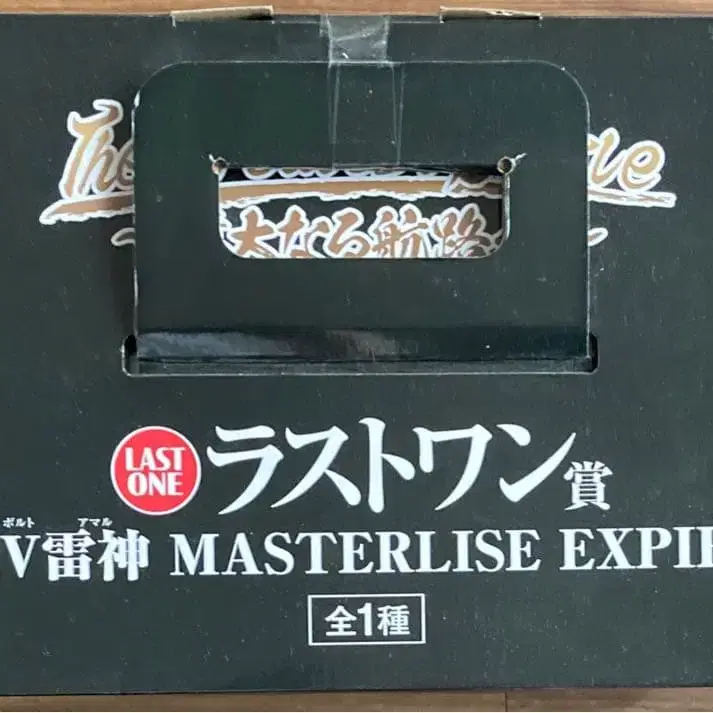 大なる航路
LAST
ONE
ラストワン賞
ボルト アマル
V雷神 MASTERLISE
全1種